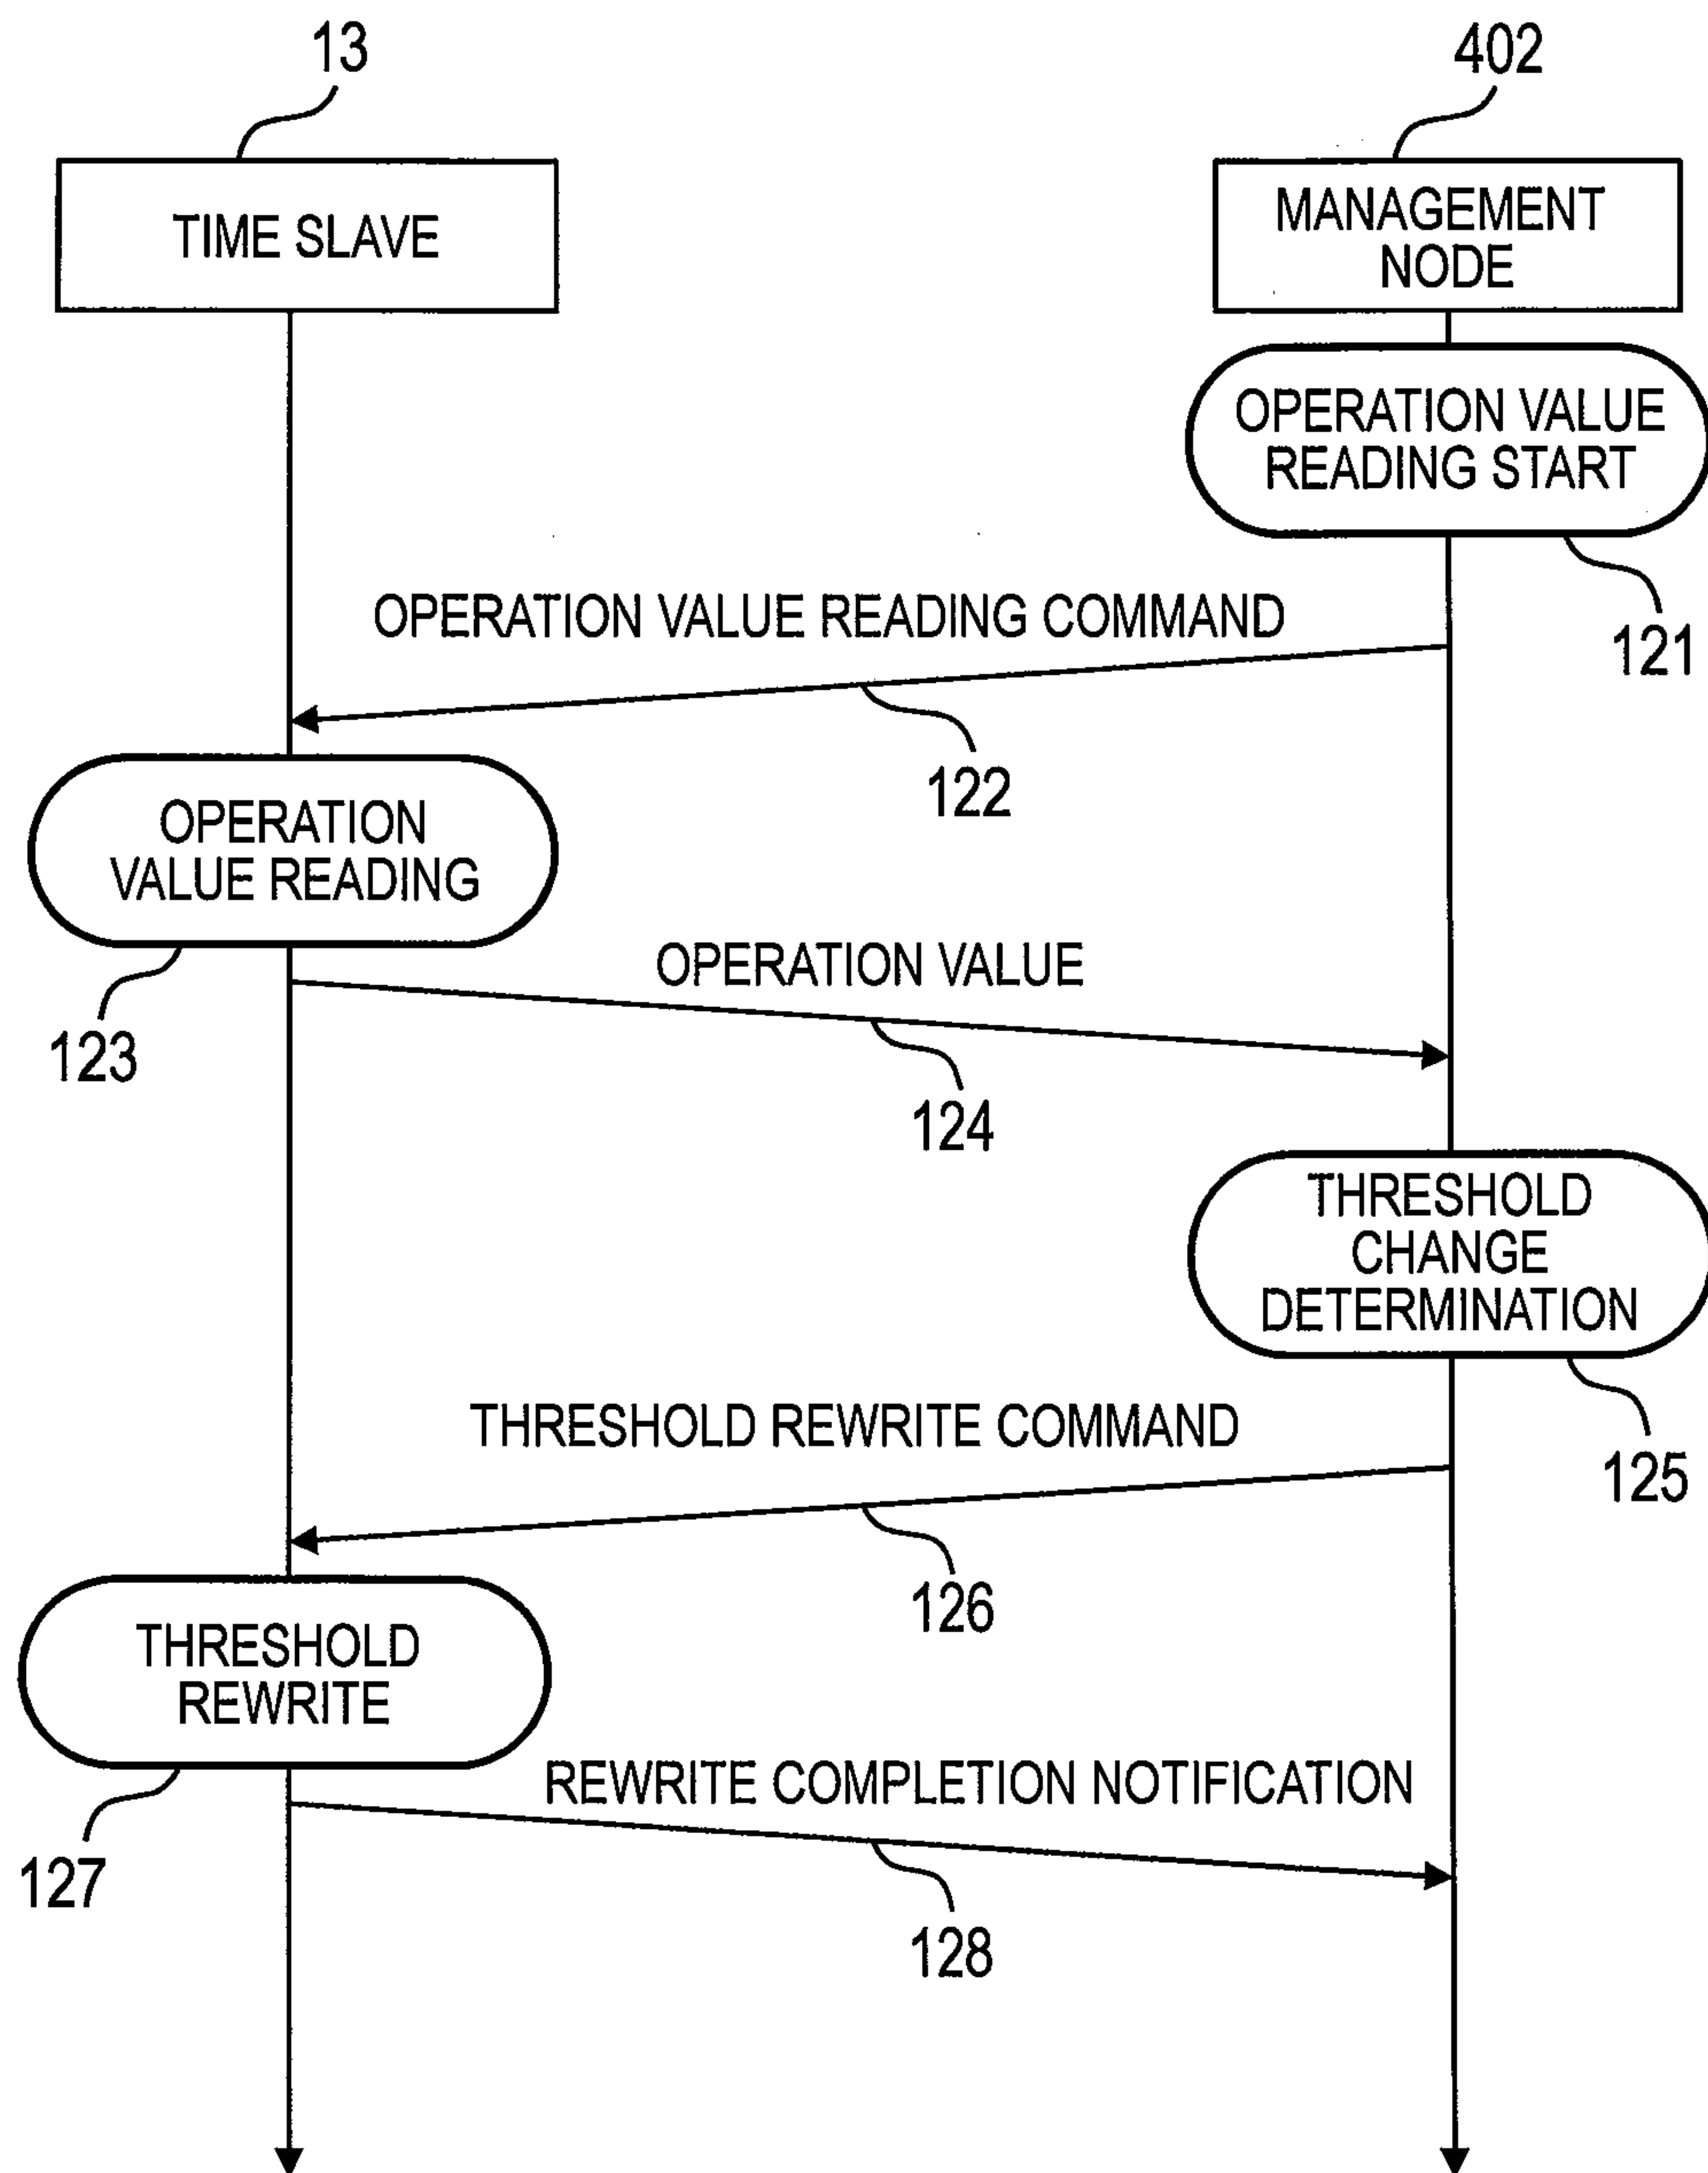 13
402
TIME SLAVE
MANAGEMENT
NODE
OPERATION VALUE
READING START
121
OPERATION VALUE READING COMMAND
122
OPERATION
VALUE READING
123
OPERATION VALUE
124
THRESHOLD
CHANGE
DETERMINATION
125
THRESHOLD REWRITE COMMAND
126
THRESHOLD
REWRITE
127
REWRITE COMPLETION NOTIFICATION
128